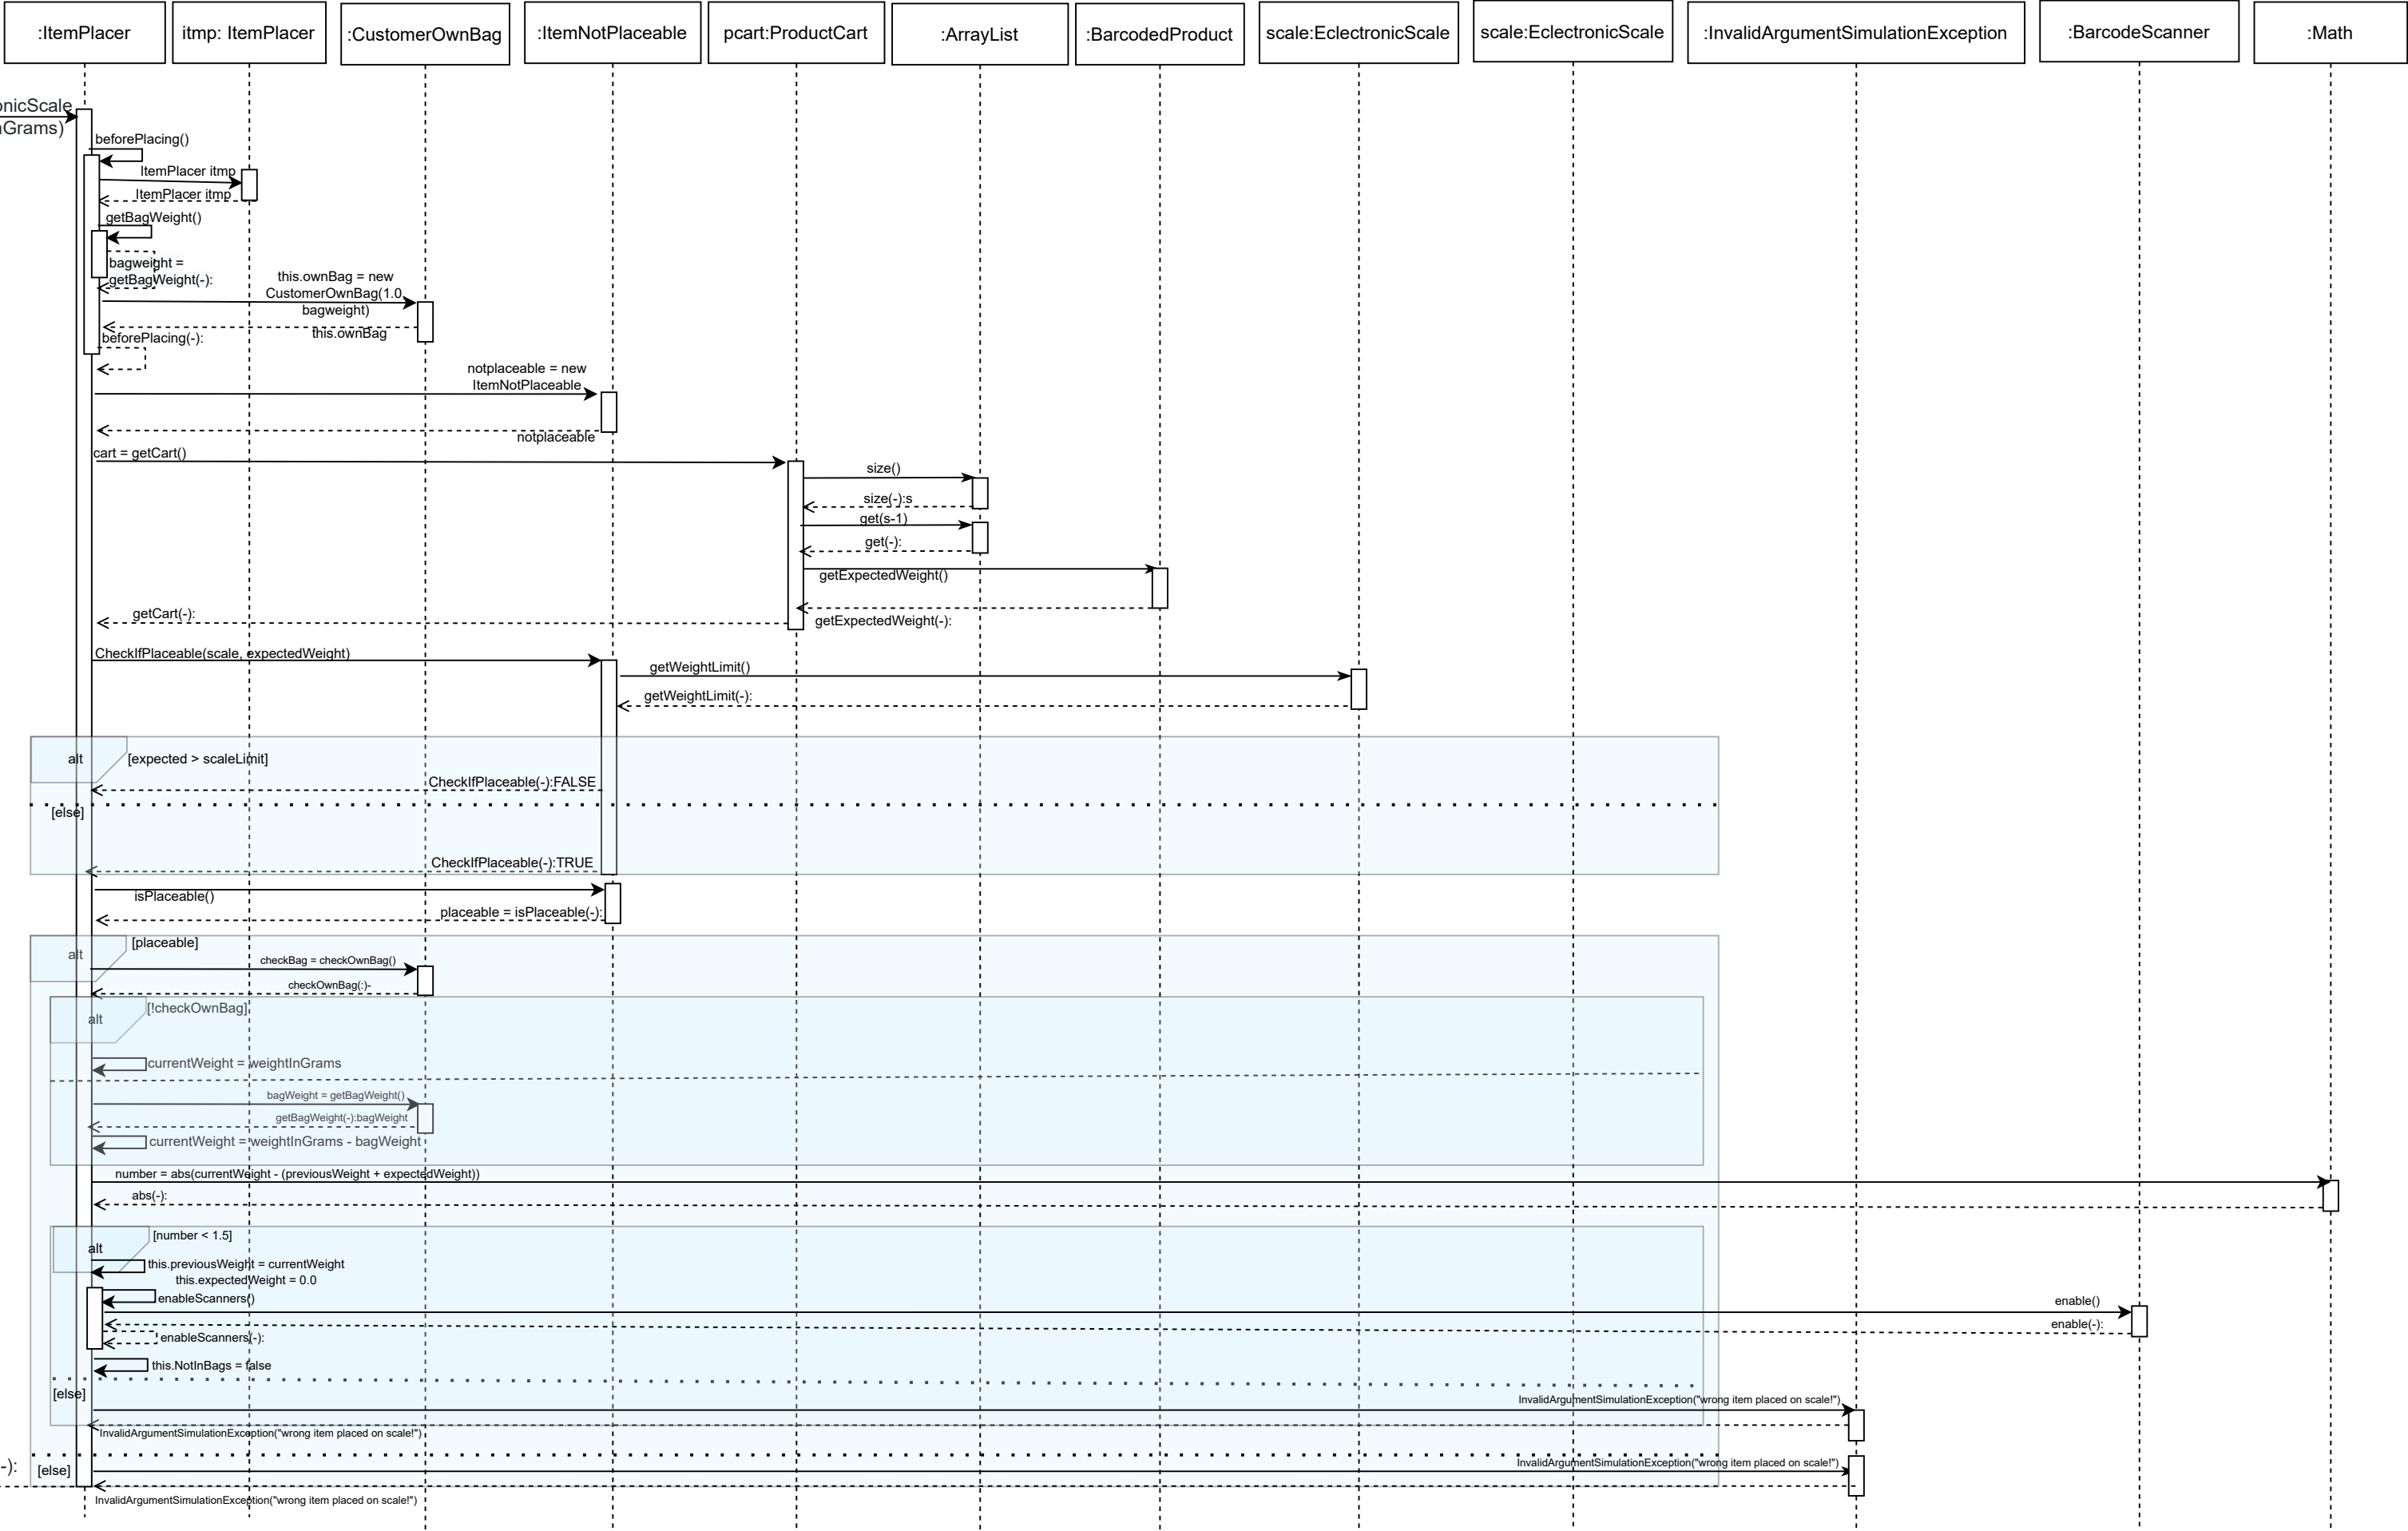 :ItemPlacer
itmp: ItemPlacer
:CustomerOwnBag
:ItemNotPlaceable
pcart:ProductCart
:ArrayList
:BarcodedProduct
scale:EclectronicScale
scale:EclectronicScale
:InvalidArgumentSimulationException
:BarcodeScanner
:Math
onicScale
nGrams)
beforePlacing()
ItemPlacer itmp
ItemPlacer itmp
getBagWeight()
bagweight =
getBagWeight(-):
this.ownBag = new
CustomerOwnBag(1.0
bagweight)
this.ownBag
beforePlacing(-):
notplaceable = new
ItemNotPlaceable
notplaceable
cart = getCart()
size()
size(-):s
get(s-1)
get(-):
getExpectedWeight()
getCart(-):
getExpectedWeight(-):
CheckIfPlaceable(scale, expectedWeight)
getWeightLimit()
getWeightLimit(-):
alt
[expected > scaleLimit]
CheckIfPlaceable(-):FALSE
[else]
CheckIfPlaceable(-):TRUE
isPlaceable()
placeable = isPlaceable(-):
alt
[placeable]
checkBag = checkOwnBag()
checkOwnBag(:)-
alt
[!checkOwnBag]
currentWeight = weightInGrams
bagWeight = getBagWeight()
getBagWeight(-):bagWeight
currentWeight = weightInGrams - bagWeight
number = abs(currentWeight - (previousWeight + expectedWeight))
abs(-):
alt
[number < 1.5]
this.previousWeight = currentWeight
this.expectedWeight = 0.0
enableScanners()
enable()
enable(-):
enableScanners(-):
this.NotInBags = false
[else]
InvalidArgumentSimulationException("wrong item placed on scale!")
InvalidArgumentSimulationException("wrong item placed on scale!")
-):
[else]
InvalidArgumentSimulationException("wrong item placed on scale!")
InvalidArgumentSimulationException("wrong item placed on scale!")